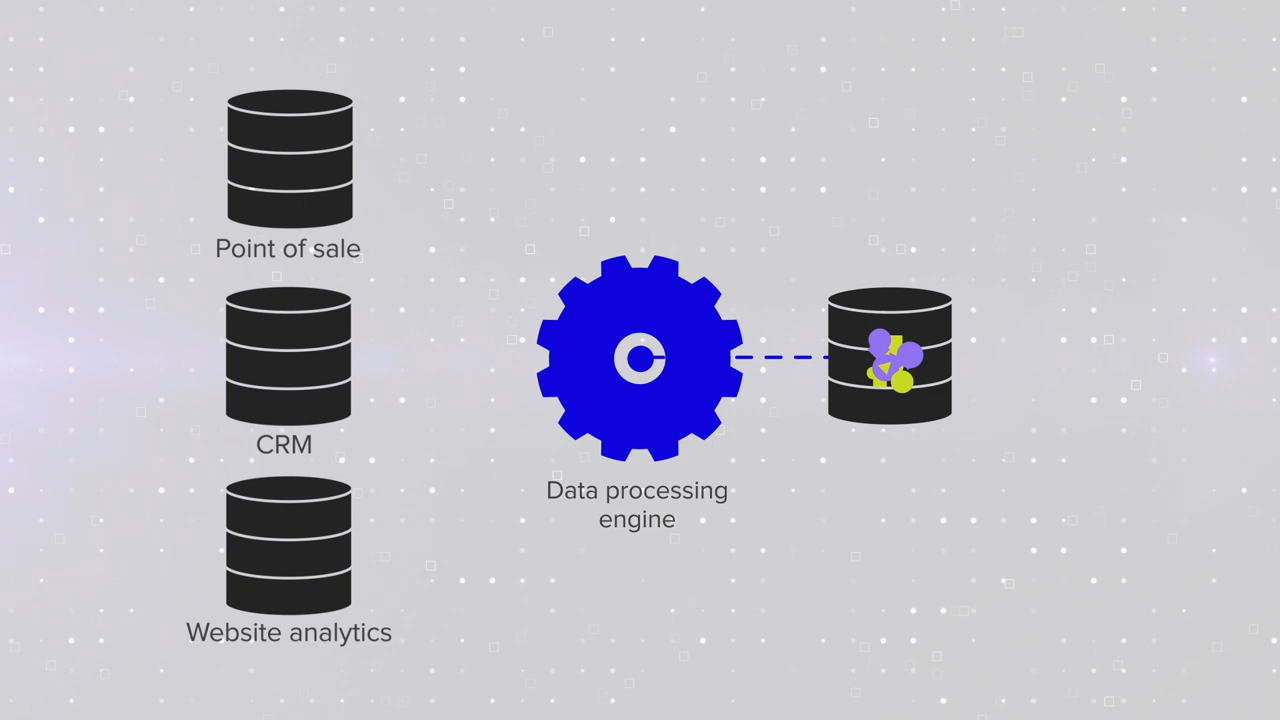 Point of sale
CRM
Data processing
engine
Website analytics